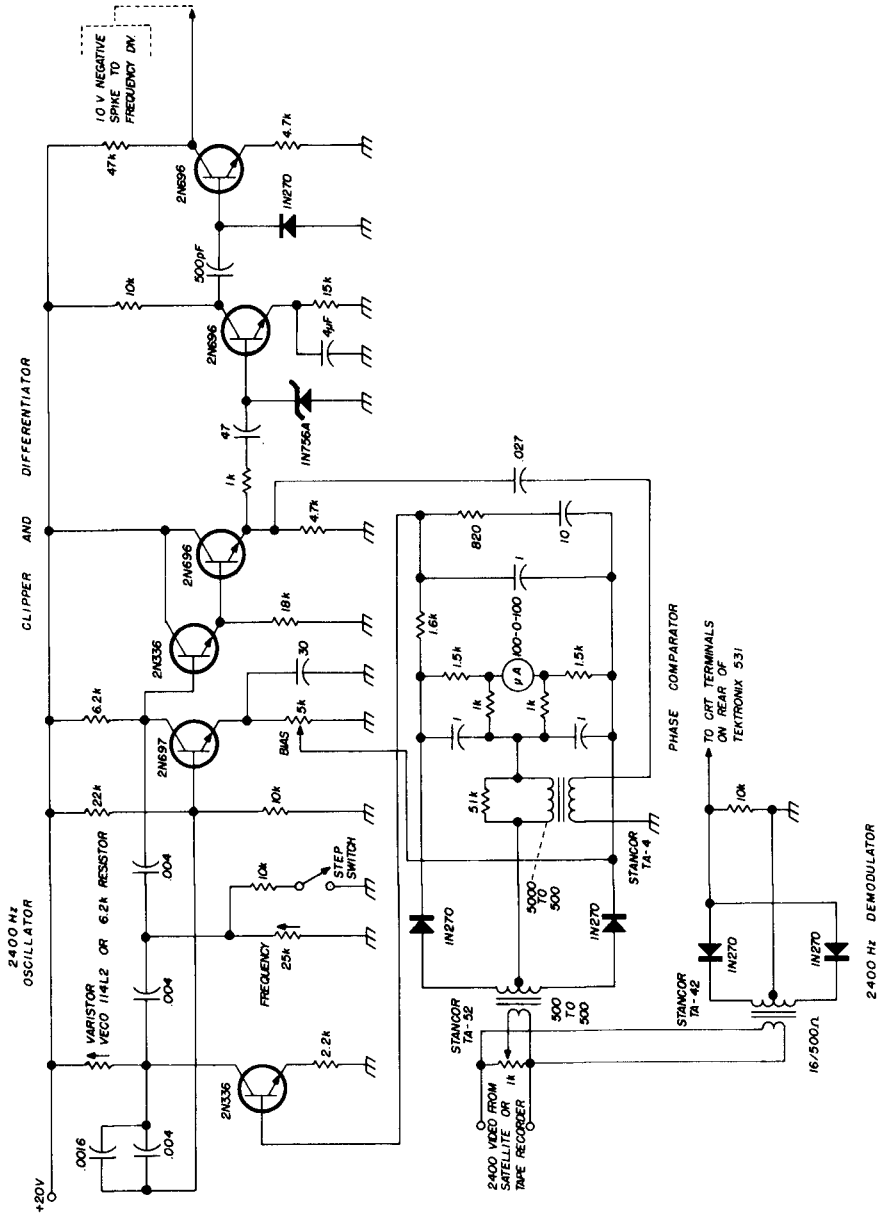 2400 Hz
OSCILLATOR
CLIPPER AND DIFFERENTIATOR
+20V
VARISTOR
VECO 114L2 OR 6.2k RESISTOR
22k
6.2k
10k
47k
10V NEGATIVE
SPIKE TO
FREQUENCY DIV.
.0016
.004
.004
.004
2N697
2N336
2N696
2N696
2N696
1k
47
500pF
1N756A
4µF
15k
1N270
4.7k
2N336
2.2k
FREQUENCY
25k
10k
STEP
SWITCH
10k
BIAS
5k
.30
18k
4.7k
2400 VIDEO FROM
SATELLITE OR
TAPE RECORDER
1k
STANCOR
TA-52
500 TO
500
1N270
1N270
5000
TO
500
51k
STANCOR
TA-4
1
1
1k
1k
1.5k
1.5k
µA
100-0-100
1.6k
1
820
10
.027
PHASE COMPARATOR
16/500Ω
STANCOR
TA-42
1N270
1N270
10k
TO CRT TERMINALS
ON REAR OF
TEKTRONIX 531
2400 Hz DEMODULATOR